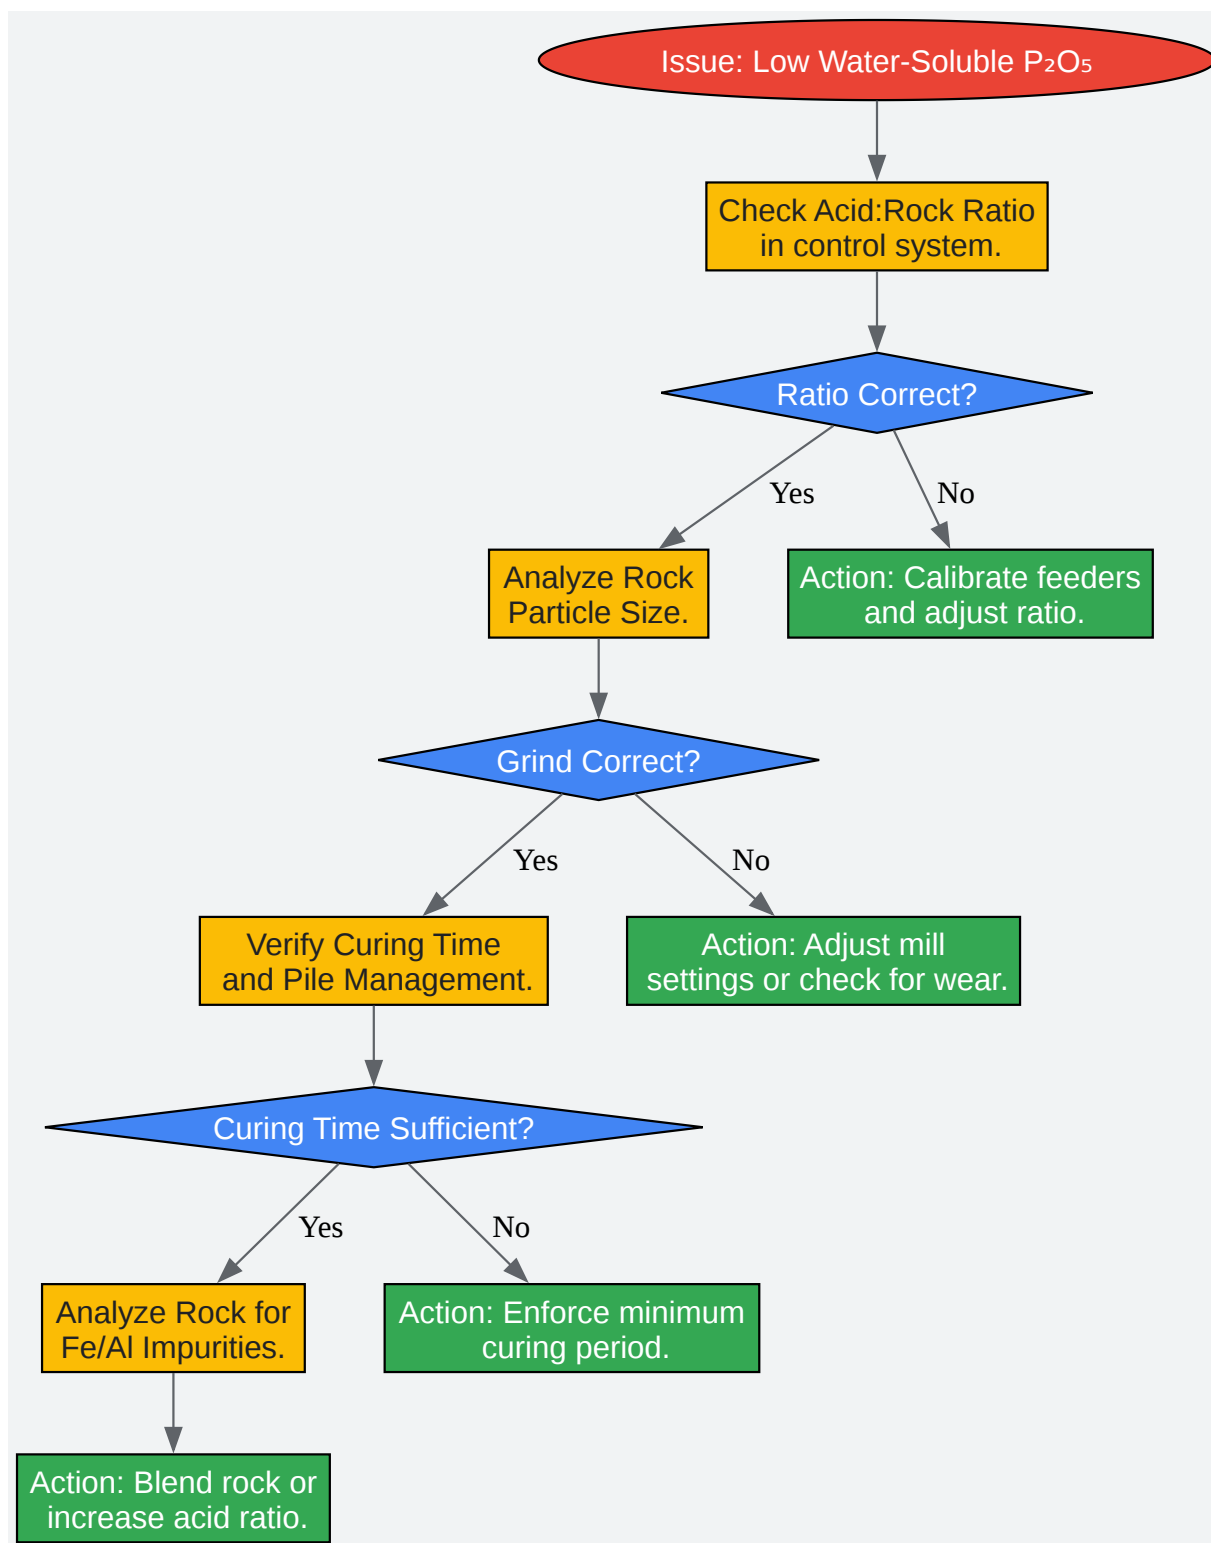 Issue: Low Water-Soluble P₂O₅
Check Acid:Rock Ratio
in control system.
Ratio Correct?
Yes
No
Analyze Rock
Particle Size.
Action: Calibrate feeders
and adjust ratio.
Grind Correct?
Yes
No
Verify Curing Time
and Pile Management.
Action: Adjust mill
settings or check for wear.
Curing Time Sufficient?
Yes
No
Analyze Rock for
Fe/Al Impurities.
Action: Enforce minimum
curing period.
Action: Blend rock or
increase acid ratio.